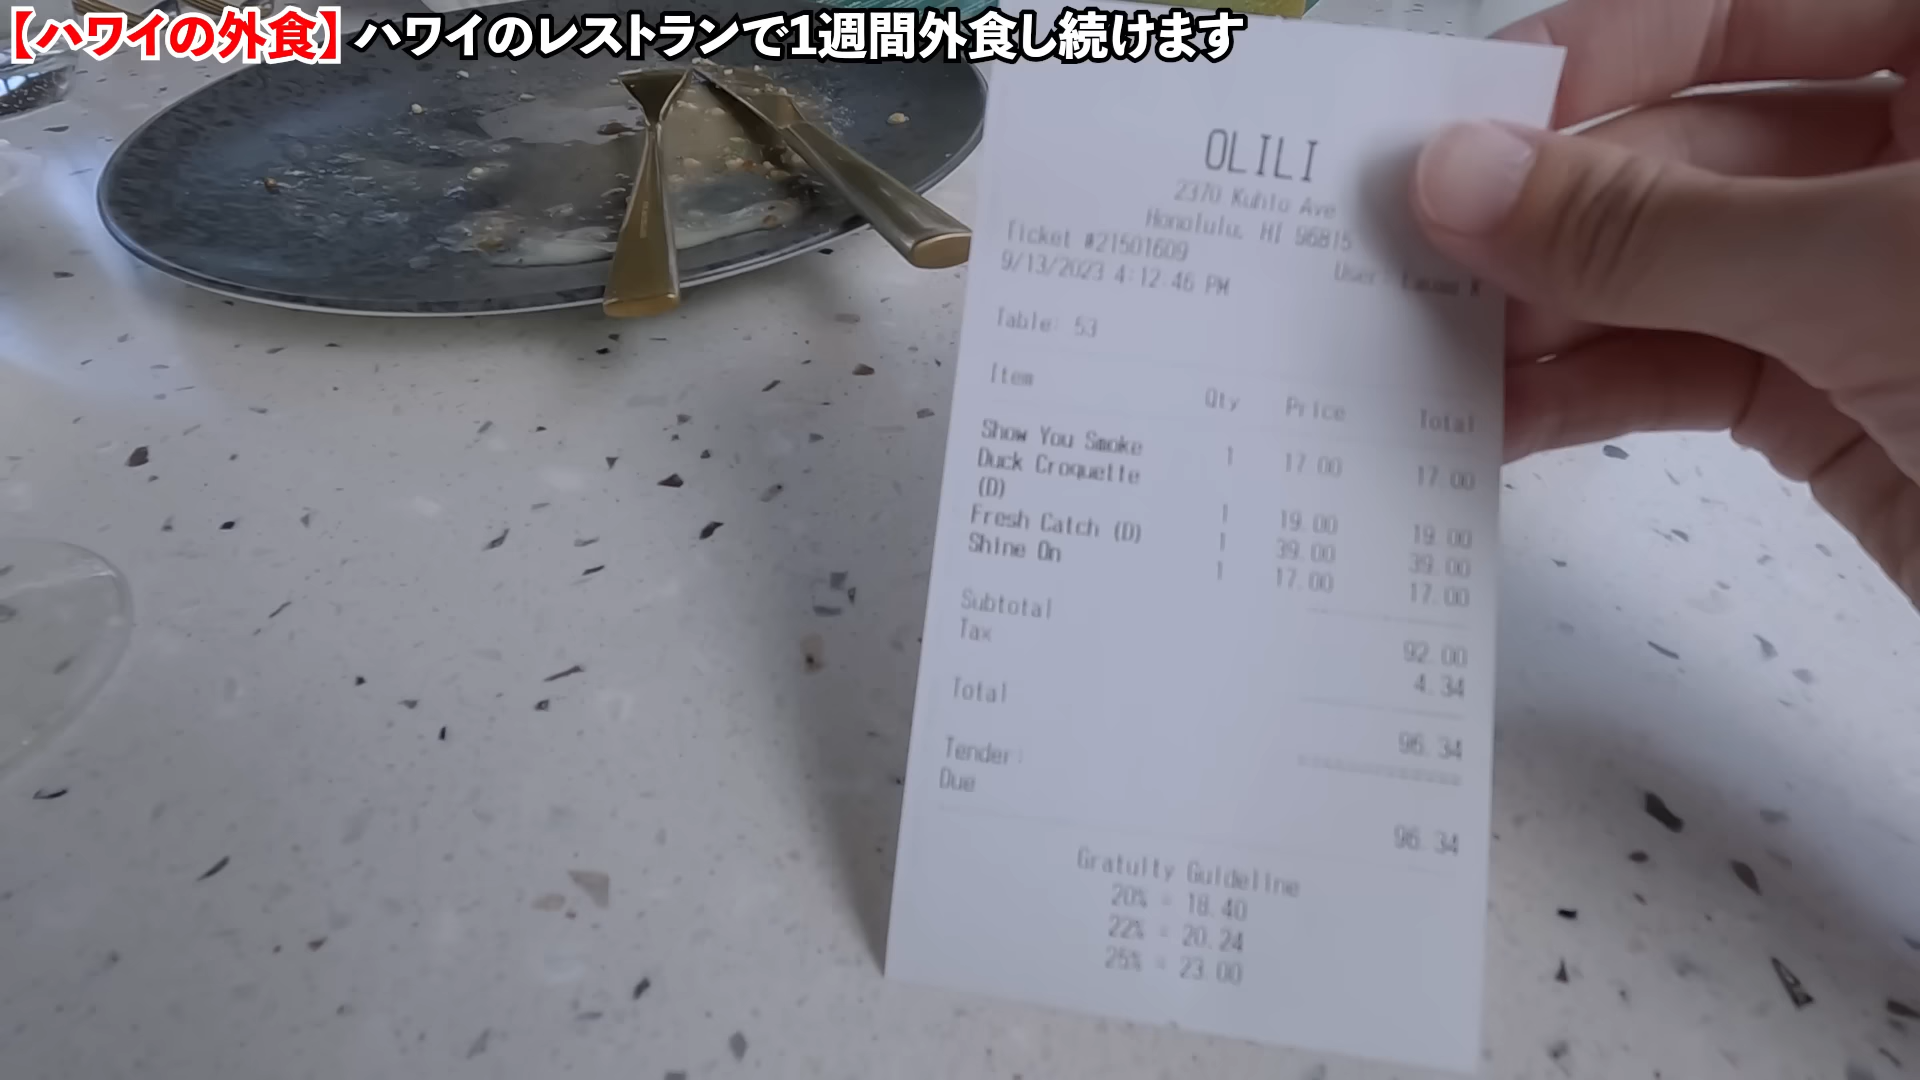 【ハワイの外食】ハワイのレストランで1週間外食し続けます
OLILI
2370 Kuhio Ave
Honolulu, HI 96815
Ticket #21501609
User:
9/13/2023 4:12:46 PM
Table: 53
Item Qty Price Total
Show You Smoke 1 17.00 17.00
Duck Croquette
(D) 1 19.00 19.00
Fresh Catch (D) 1 39.00 39.00
Shine On 1 17.00 17.00
Subtotal 92.00
Tax 4.34
Total 96.34
Tender:
Due 96.34
Gratuity Guideline
20% = 18.40
22% = 20.24
25% = 23.00